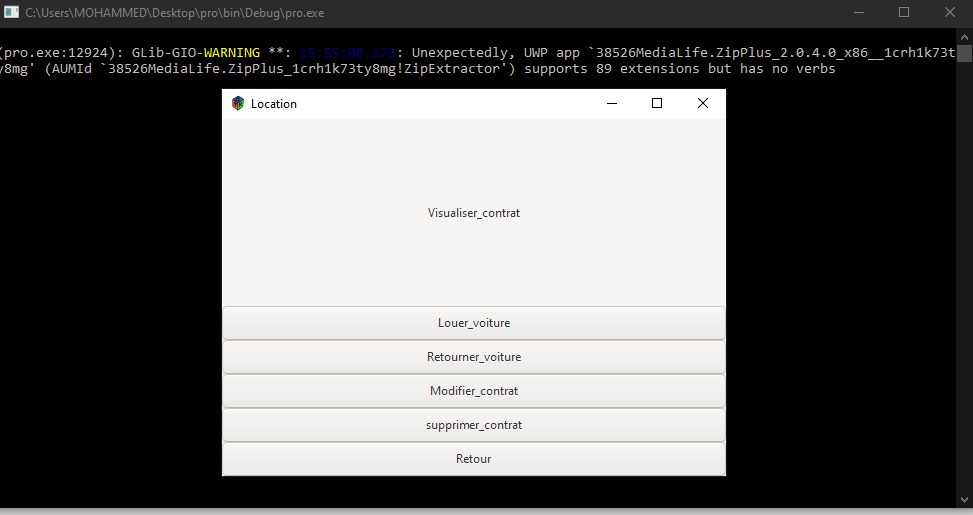 C:\Users\MOHAMMED\Desktop\pro\bin\Debug\pro.exe
(pro.exe:12924): GLib-GIO-WARNING **: 19:55:06.173: Unexpectedly, UWP app `38526MediaLife.ZipPlus_2.0.4.0_x86__1crh1k73t
y8mg' (AUMId `38526MediaLife.ZipPlus_1crh1k73ty8mg!ZipExtractor') supports 89 extensions but has no verbs
Location
Visualiser_contrat
Louer_voiture
Retourner_voiture
Modifier_contrat
supprimer_contrat
Retour